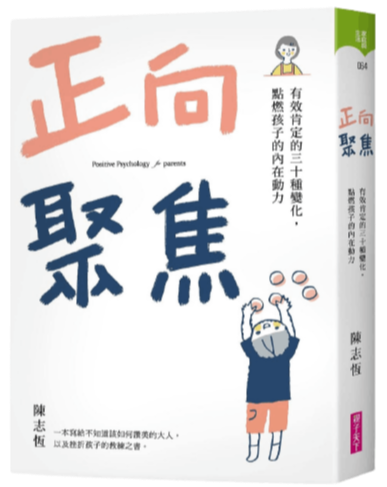 正向
聚焦
Positive Psychology for parents
有效肯定的三十種變化，
點燃孩子的內在動力
陳志恆
一本寫給不知道該如何讚美的大人，
以及挫折孩子的教練之書。
054
正向
聚焦
有效肯定的三十種變化，
點燃孩子的內在動力
陳志恆
親子天下